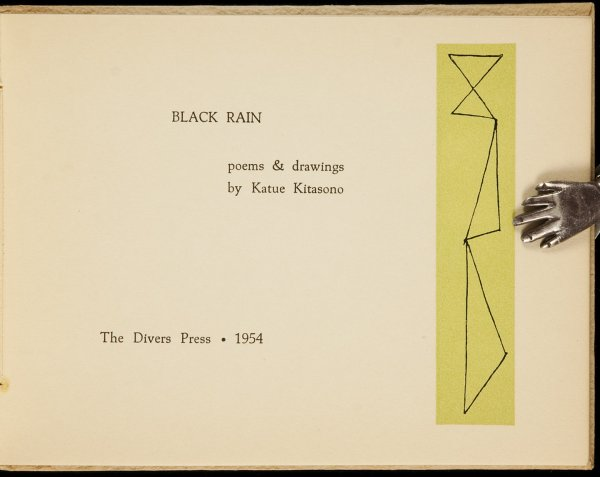 BLACK RAIN
poems & drawings
by Katue Kitasono
The Divers Press • 1954